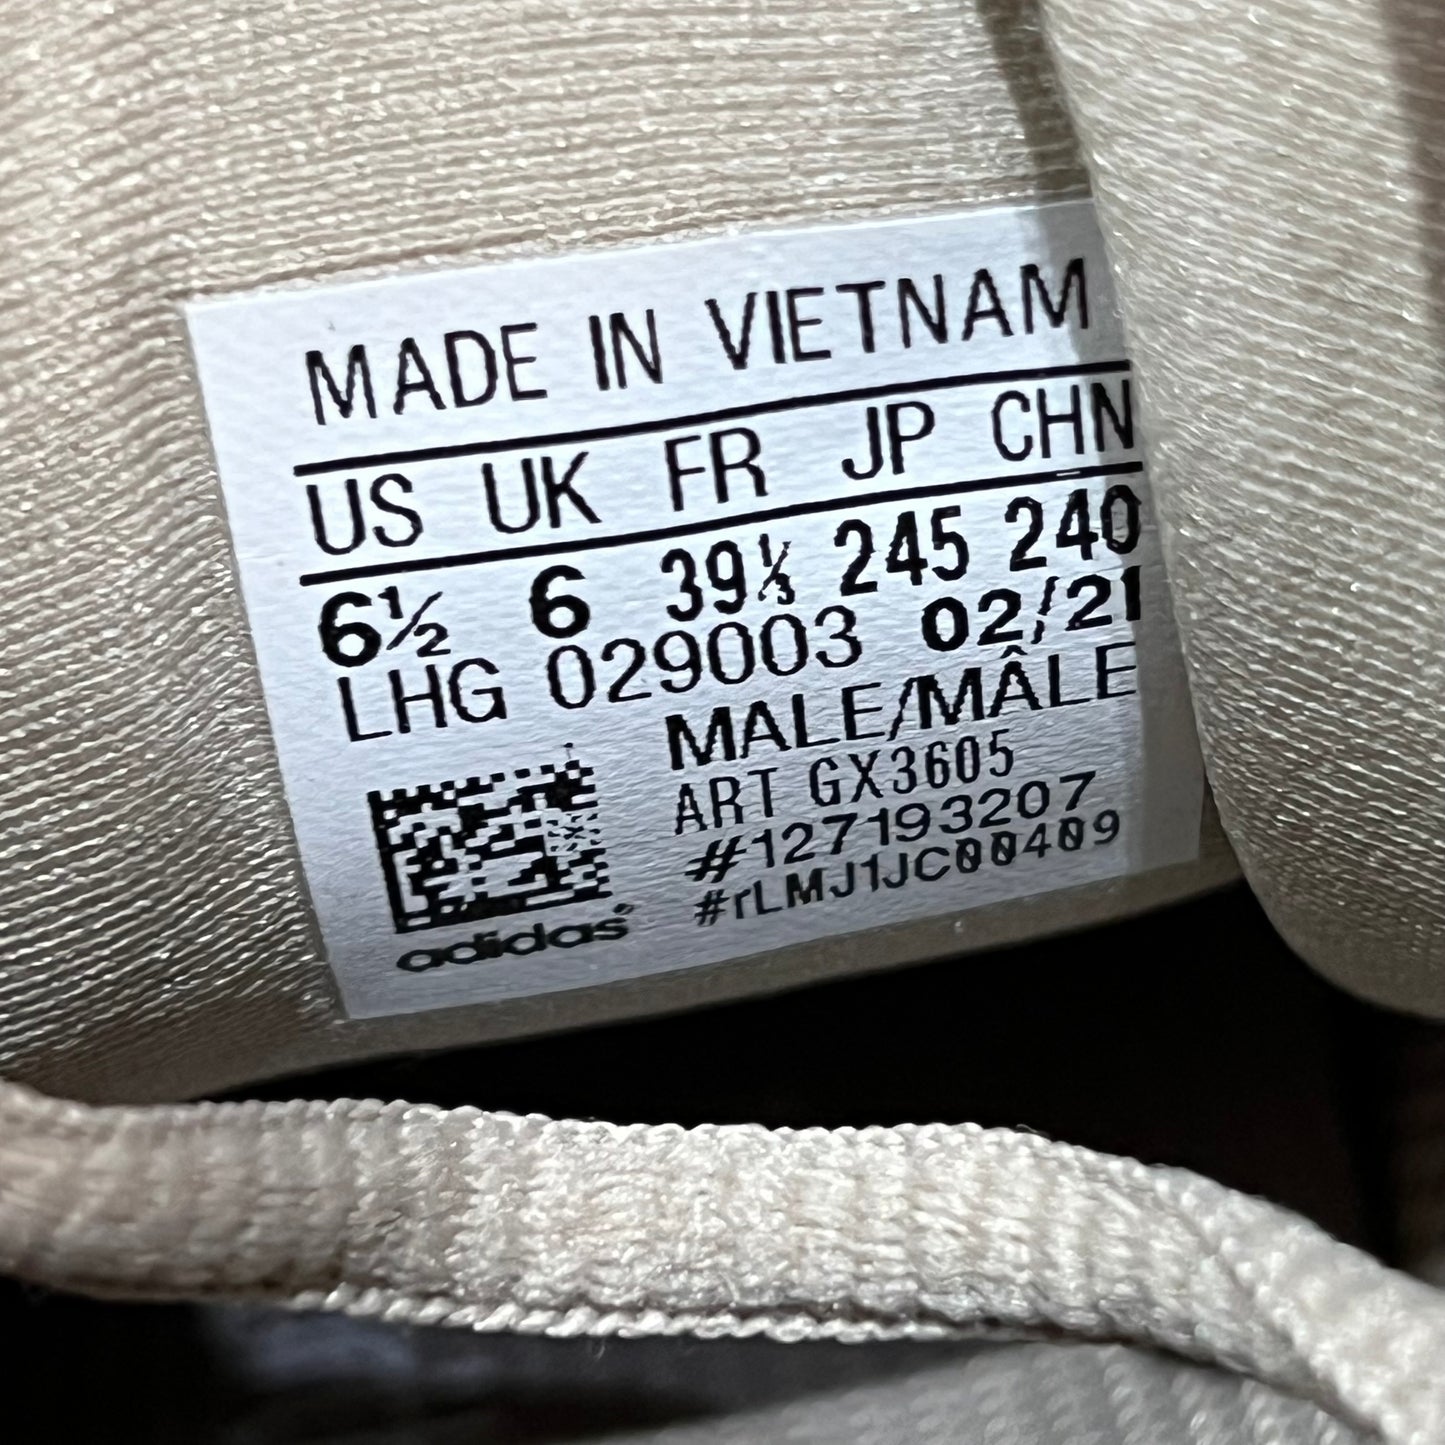 MADE IN VIETNAM
US UK FR JP CHN
6½ 6 39⅓ 245 240
LHG 029003 02/21
MALE/MÂLE
ART GX3605
#127193207
#rLMJ1JC00409
adidas